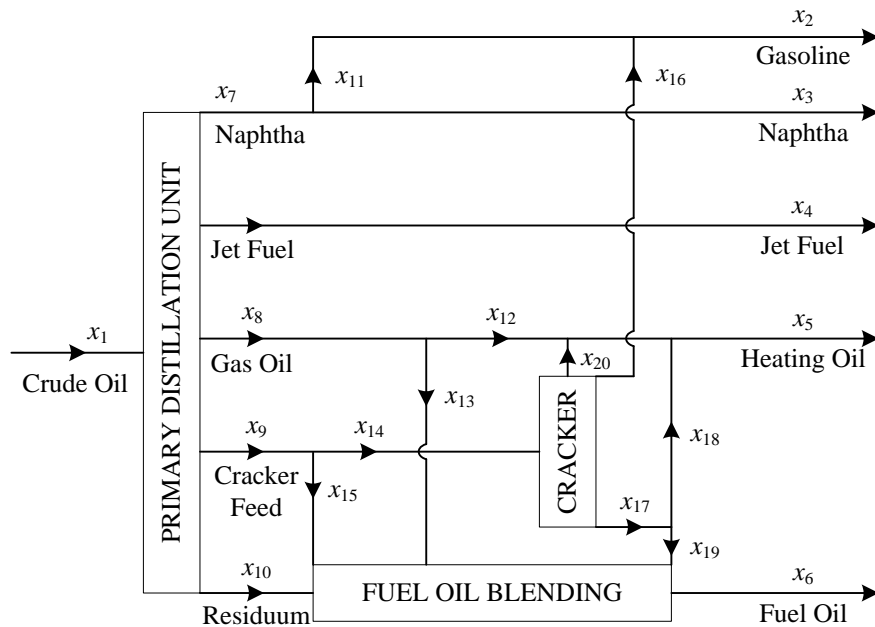 x2
Gasoline
x11
x16
x7
x3
Naphtha
Naphtha
x4
Jet Fuel
Jet Fuel
PRIMARY DISTILLATION UNIT
x1
Crude Oil
x8
x12
x5
Gas Oil
x20
Heating Oil
x13
CRACKER
x9
x14
x18
Cracker
Feed
x15
x17
x19
x10
FUEL OIL BLENDING
x6
Residuum
Fuel Oil